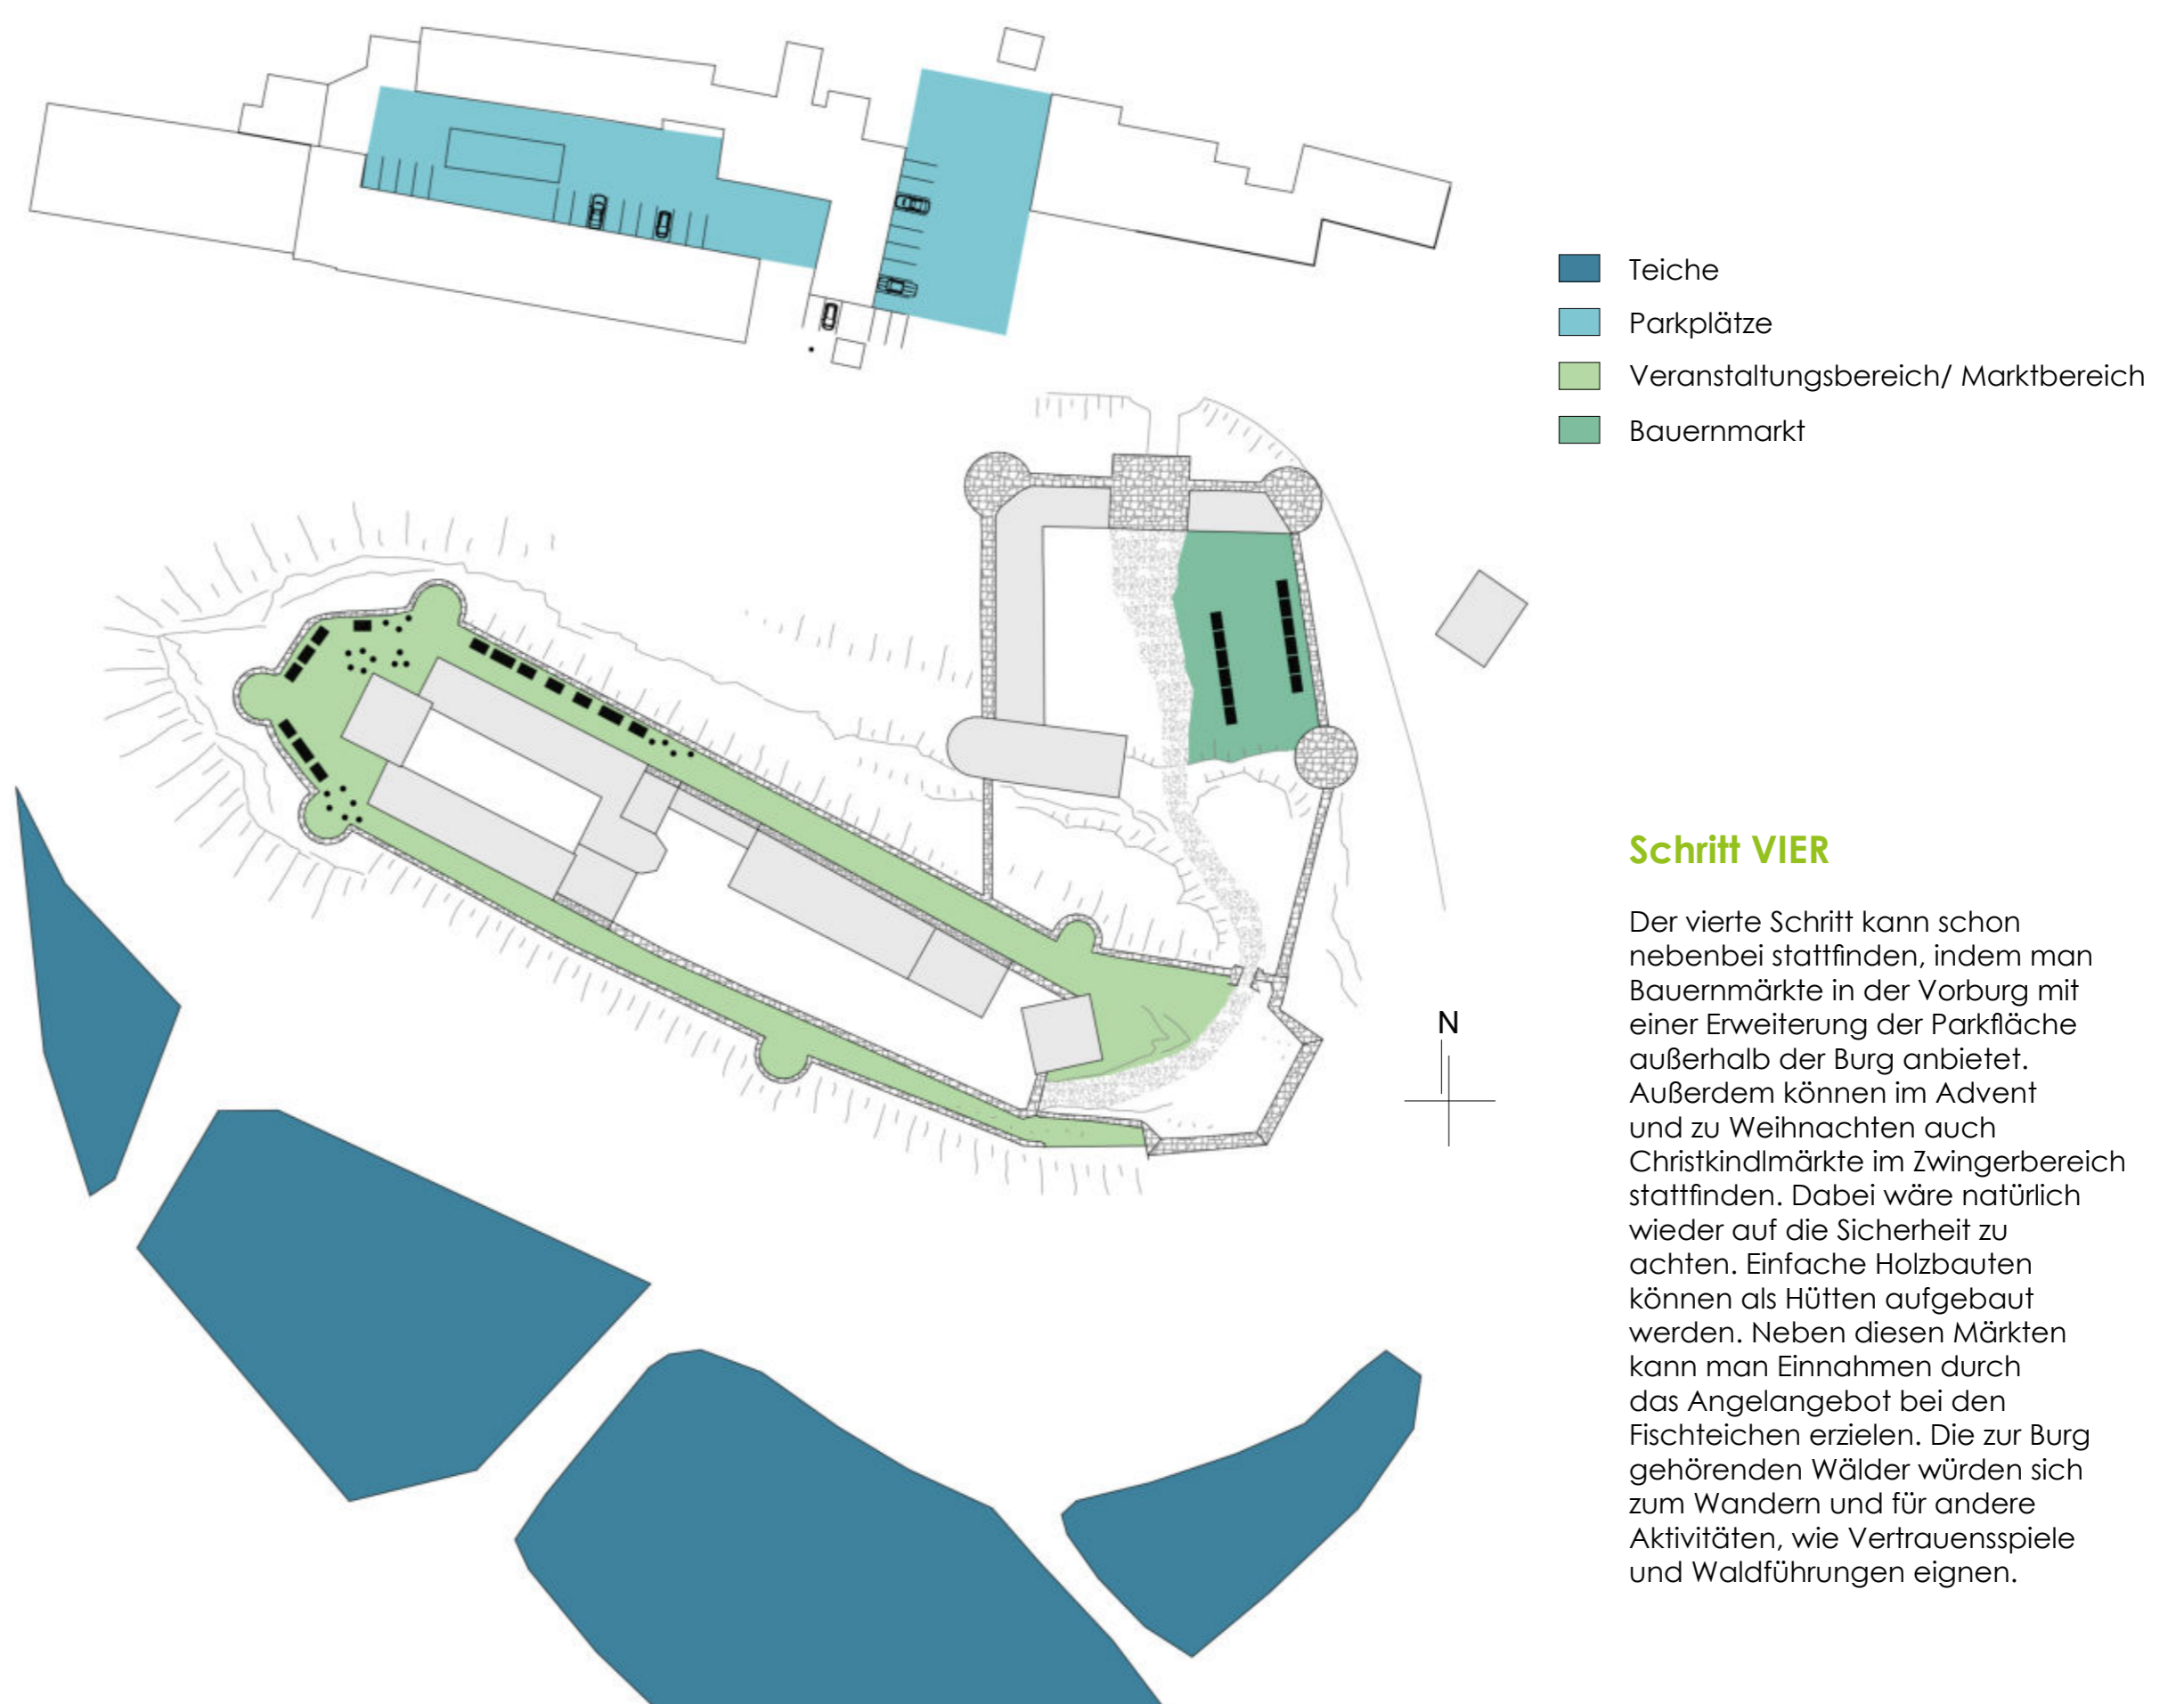 Teiche
Parkplätze
Veranstaltungsbereich/ Marktbereich
Bauernmarkt
Schritt VIER
Der vierte Schritt kann schon
nebenbei stattfinden, indem man
Bauernmärkte in der Vorburg mit
einer Erweiterung der Parkfläche
außerhalb der Burg anbietet.
Außerdem können im Advent
und zu Weihnachten auch
Christkindlmärkte im Zwingerbereich
stattfinden. Dabei wäre natürlich
wieder auf die Sicherheit zu
achten. Einfache Holzbauten
können als Hütten aufgebaut
werden. Neben diesen Märkten
kann man Einnahmen durch
das Angelangebot bei den
Fischteichen erzielen. Die zur Burg
gehörenden Wälder würden sich
zum Wandern und für andere
Aktivitäten, wie Vertrauensspiele
und Waldführungen eignen.
N